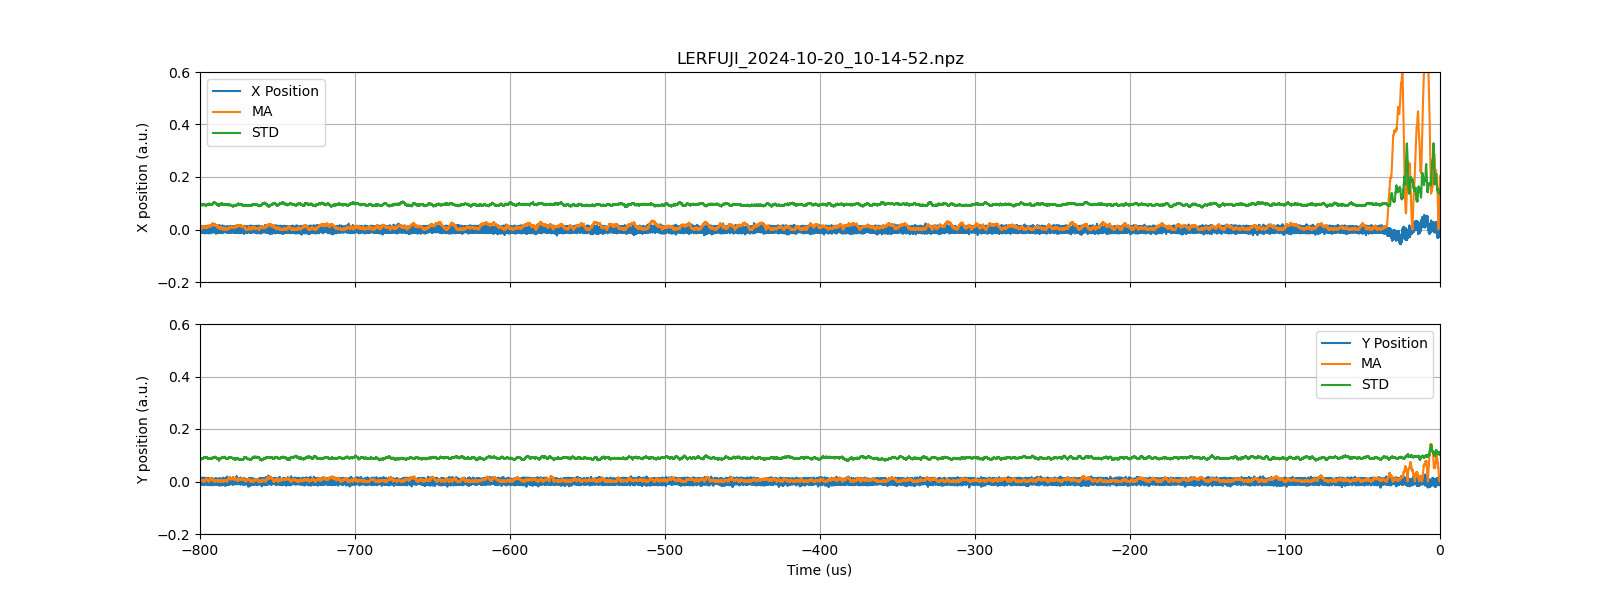 LERFUJI_2024-10-20_10-14-52.npz
X position (a.u.)
0.6
0.4
0.2
0.0
−0.2
X Position
MA
STD
Y position (a.u.)
0.6
0.4
0.2
0.0
−0.2
Y Position
MA
STD
−800 −700 −600 −500 −400 −300 −200 −100 0
Time (us)